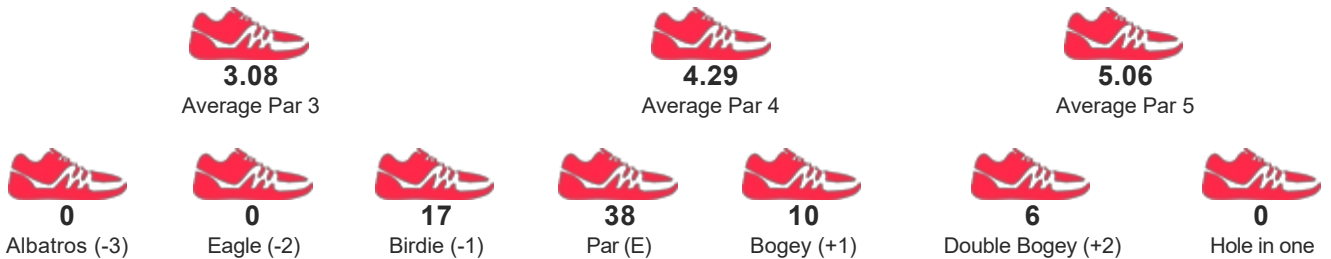 3.08 4.29 5.06
Average Par 3 Average Par 4 Average Par 5
0 0 17 38 10 6 0
Albatros (-3) Eagle (-2) Birdie (-1) Par (E) Bogey (+1) Double Bogey (+2) Hole in one